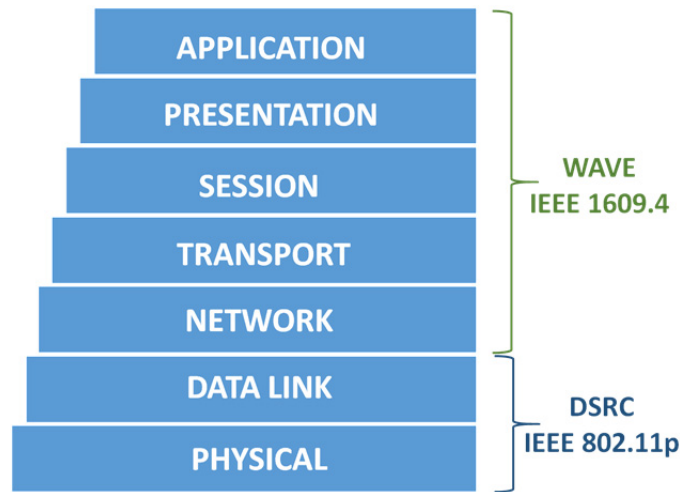 APPLICATION
PRESENTATION
SESSION
TRANSPORT
NETWORK
DATA LINK
PHYSICAL
WAVE
IEEE 1609.4
DSRC
IEEE 802.11p